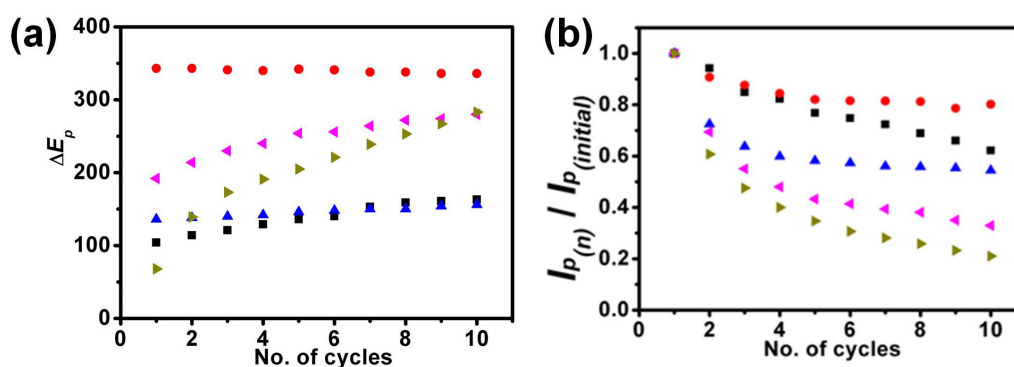 (a)
400
300
200
100
0
ΔEp
0 2 4 6 8 10
No. of cycles
(b)
1.0
0.8
0.6
0.4
0.2
0.0
Ip(n) / Ip(initial)
0 2 4 6 8 10
No. of cycles